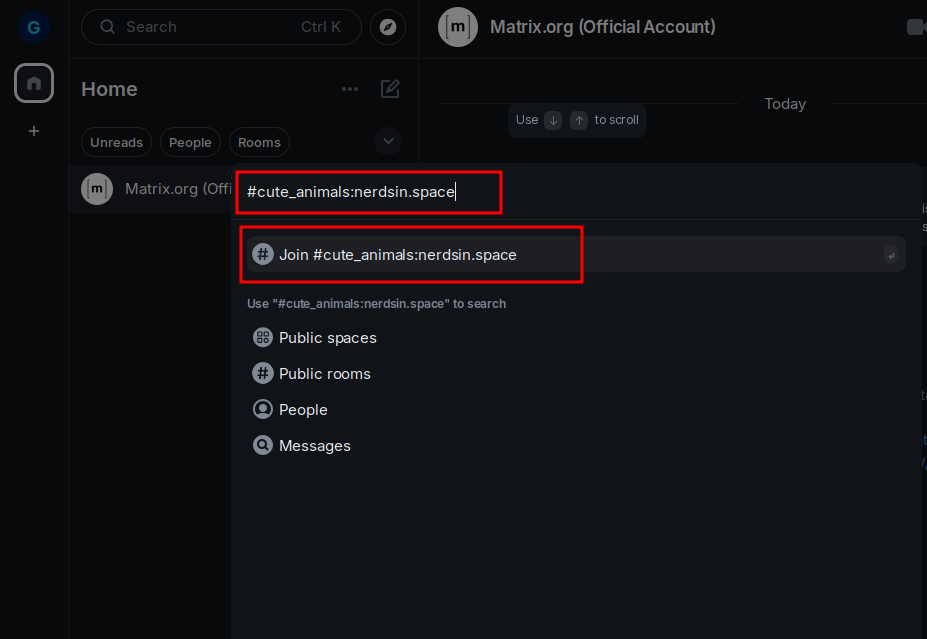 G
Search Ctrl K
[m] Matrix.org (Official Account)
Home
Today
Use ↓ ↑ to scroll
Unreads People Rooms
[m] Matrix.org (Offi
#cute_animals:nerdsin.space
Join #cute_animals:nerdsin.space
Use "#cute_animals:nerdsin.space" to search
Public spaces
Public rooms
People
Messages